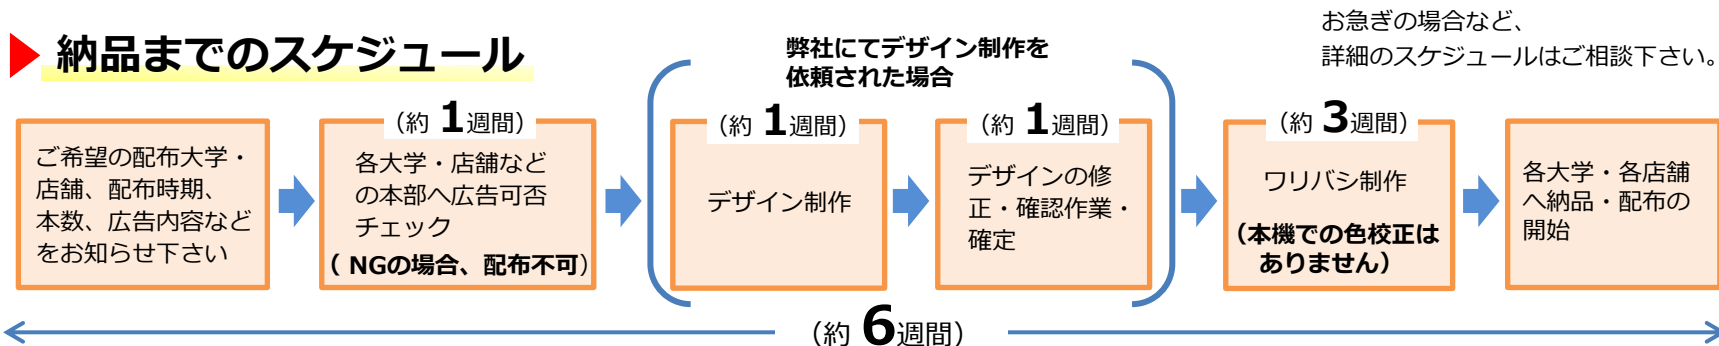 納品までのスケジュール
お急ぎの場合など、
詳細のスケジュールはご相談下さい。
弊社にてデザイン制作を
依頼された場合
ご希望の配布大学・
店舗、配布時期、
本数、広告内容など
をお知らせ下さい
（約 1週間）
各大学・店舗など
の本部へ広告可否
チェック
（ NGの場合、配布不可）
（約 1週間）
デザイン制作
（約 1週間）
デザインの修
正・確認作業・
確定
（約 3週間）
ワリバシ制作
（本機での色校正は
ありません）
各大学・各店舗
へ納品・配布の
開始
（約 6週間）